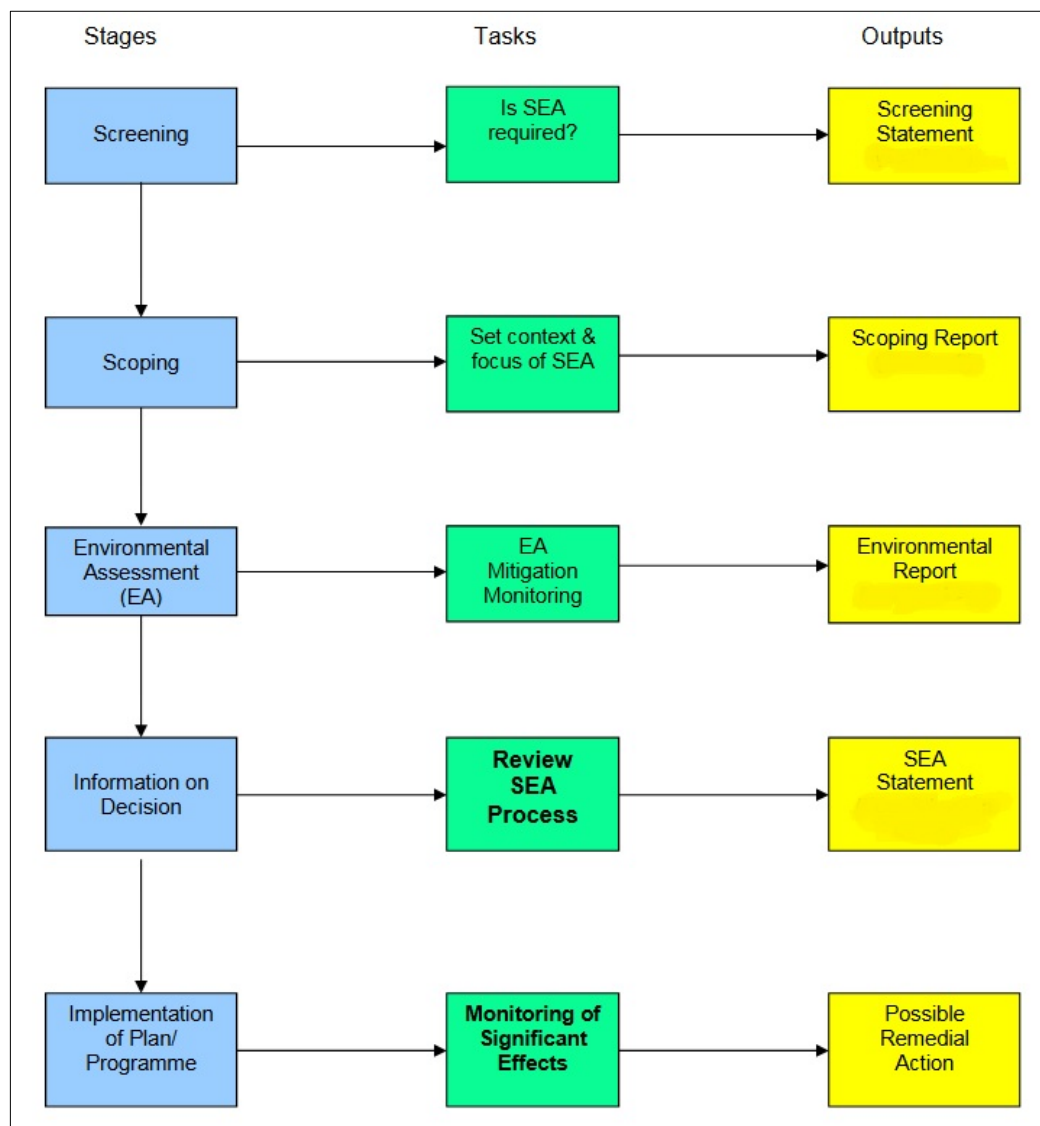 Stages Tasks Outputs
Screening
Is SEA
required?
Screening
Statement
Scoping
Set context &
focus of SEA
Scoping Report
Environmental
Assessment
(EA)
EA
Mitigation
Monitoring
Environmental
Report
Information on
Decision
Review
SEA
Process
SEA
Statement
Implementation
of Plan/
Programme
Monitoring of
Significant
Effects
Possible
Remedial
Action